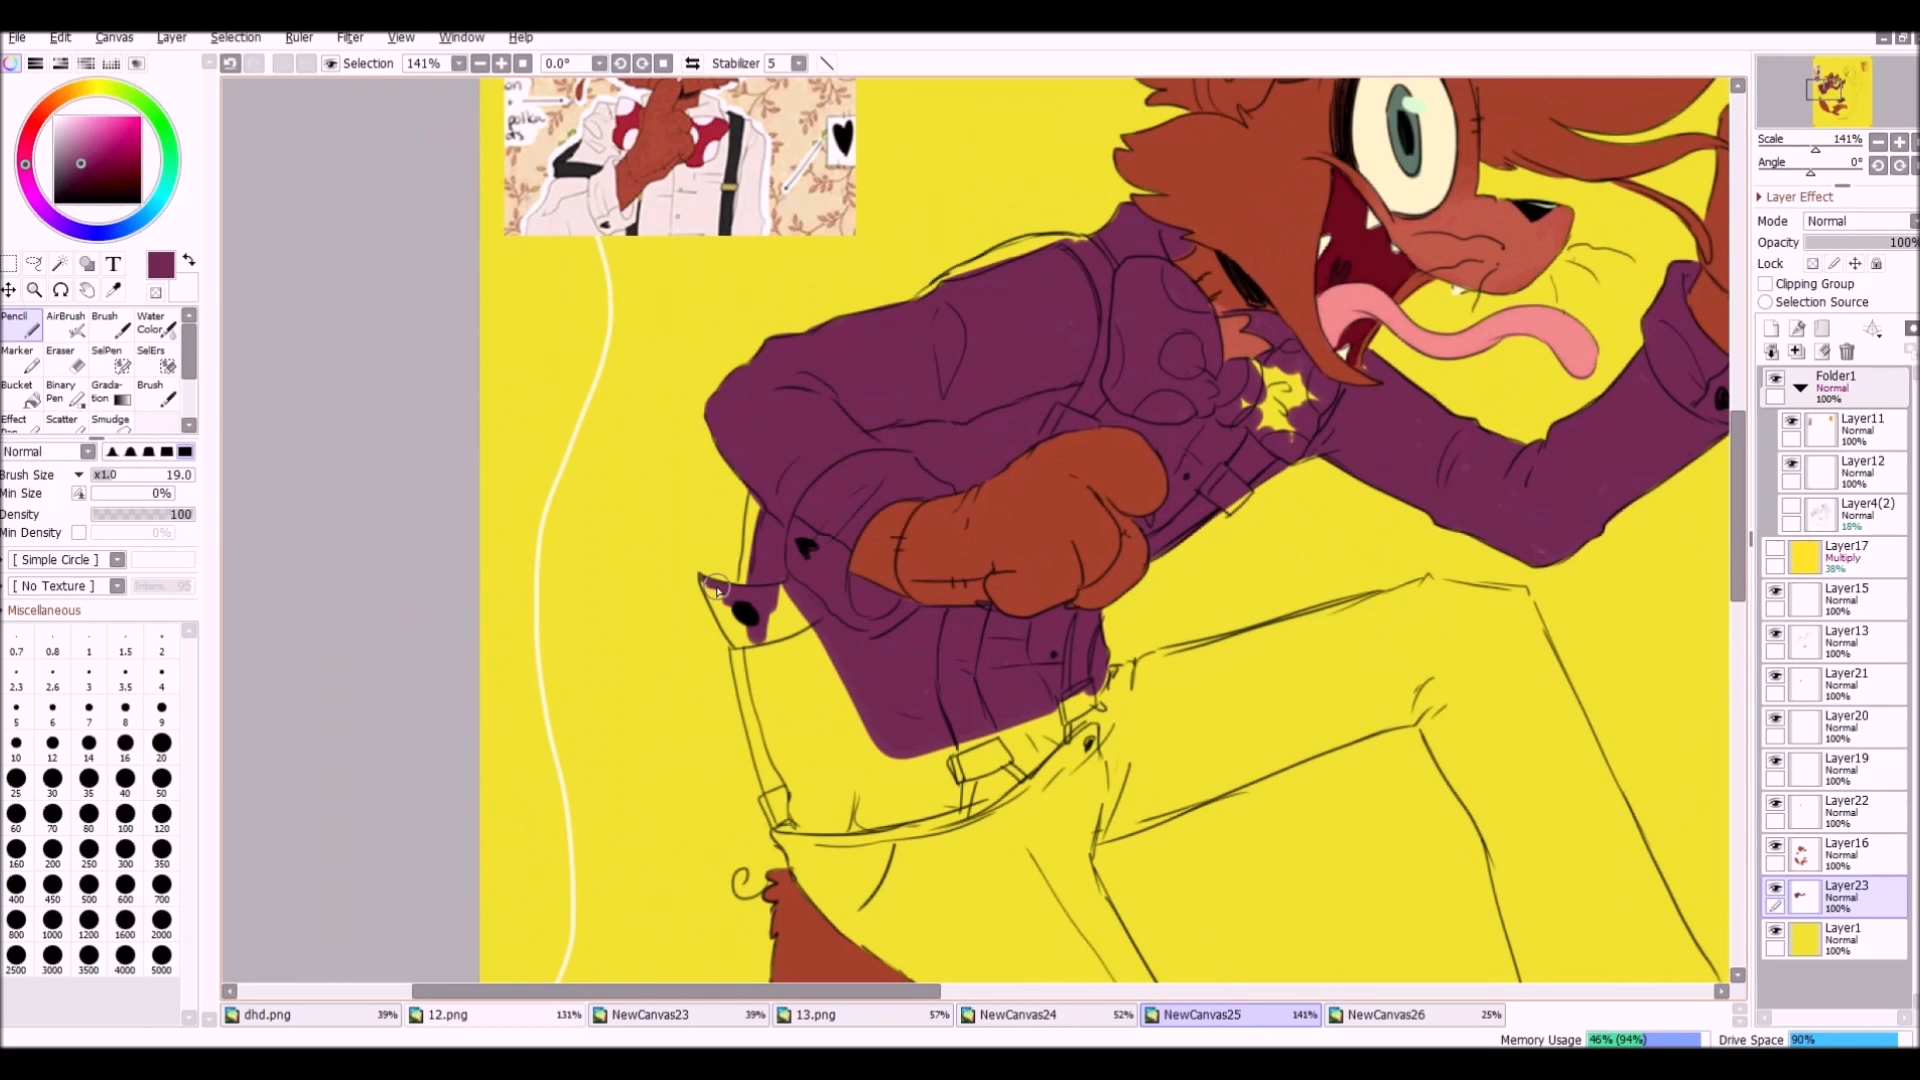 File Edit Canvas Layer Selection Ruler Filter View Window Help
Selection 141% 0.0° Stabilizer 5
on
polka
Scale 141%
Angle 0°
Layer Effect
Mode Normal
Opacity 100%
Lock
Clipping Group
Selection Source
T
Pencil AirBrush Brush Water Color
Marker Eraser SelPen SelErs
Bucket Binary Pen Grada-tion Brush
Effect Scatter Smudge
Normal
Brush Size x1.0 19.0
Min Size 0%
Density 100
Min Density 0%
[ Simple Circle ]
[ No Texture ] 95
Miscellaneous
0.7 0.8 1 1.5 2
2.3 2.6 3 3.5 4
5 6 7 8 9
10 12 14 16 20
25 30 35 40 50
60 70 80 100 120
160 200 250 300 350
400 450 500 600 700
800 1000 1200 1600 2000
2500 3000 3500 4000 5000
Folder1
Normal
100%
Layer11
Normal
100%
Layer12
Normal
100%
Layer4(2)
Normal
18%
Layer17
Multiply
38%
Layer15
Normal
100%
Layer13
Normal
100%
Layer21
Normal
100%
Layer20
Normal
100%
Layer19
Normal
100%
Layer22
Normal
100%
Layer16
Normal
100%
Layer23
Normal
100%
Layer1
Normal
100%
dhd.png 39% 12.png 131% NewCanvas23 39% 13.png 57% NewCanvas24 52% NewCanvas25 141% NewCanvas26 25%
Memory Usage 46% (94%) Drive Space 90%